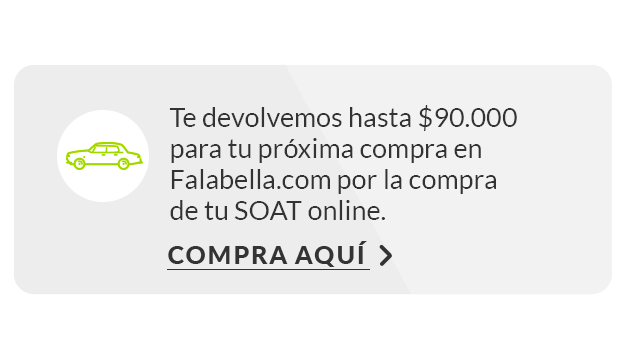 Te devolvemos hasta $90.000
para tu próxima compra en
Falabella.com por la compra
de tu SOAT online.
COMPRA AQUÍ